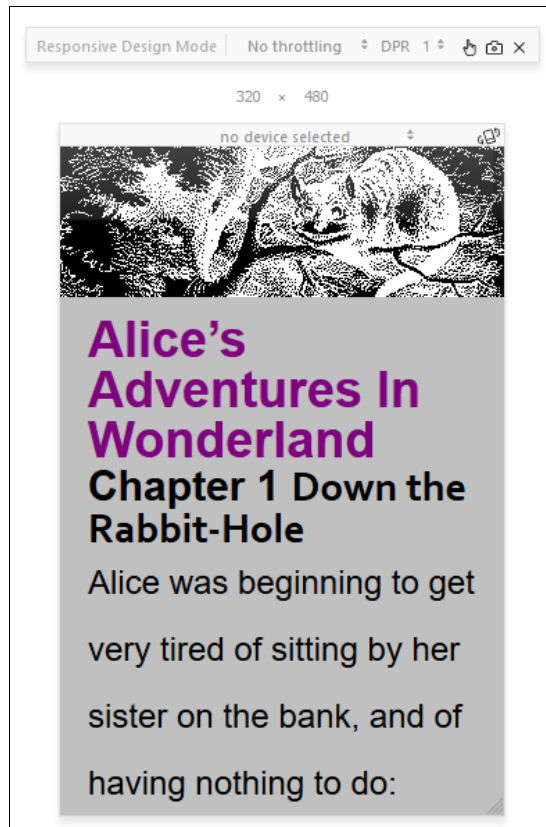 Responsive Design Mode No throttling DPR 1
320 × 480
no device selected
Alice’s
Adventures In
Wonderland
Chapter 1 Down the
Rabbit-Hole
Alice was beginning to get
very tired of sitting by her
sister on the bank, and of
having nothing to do: